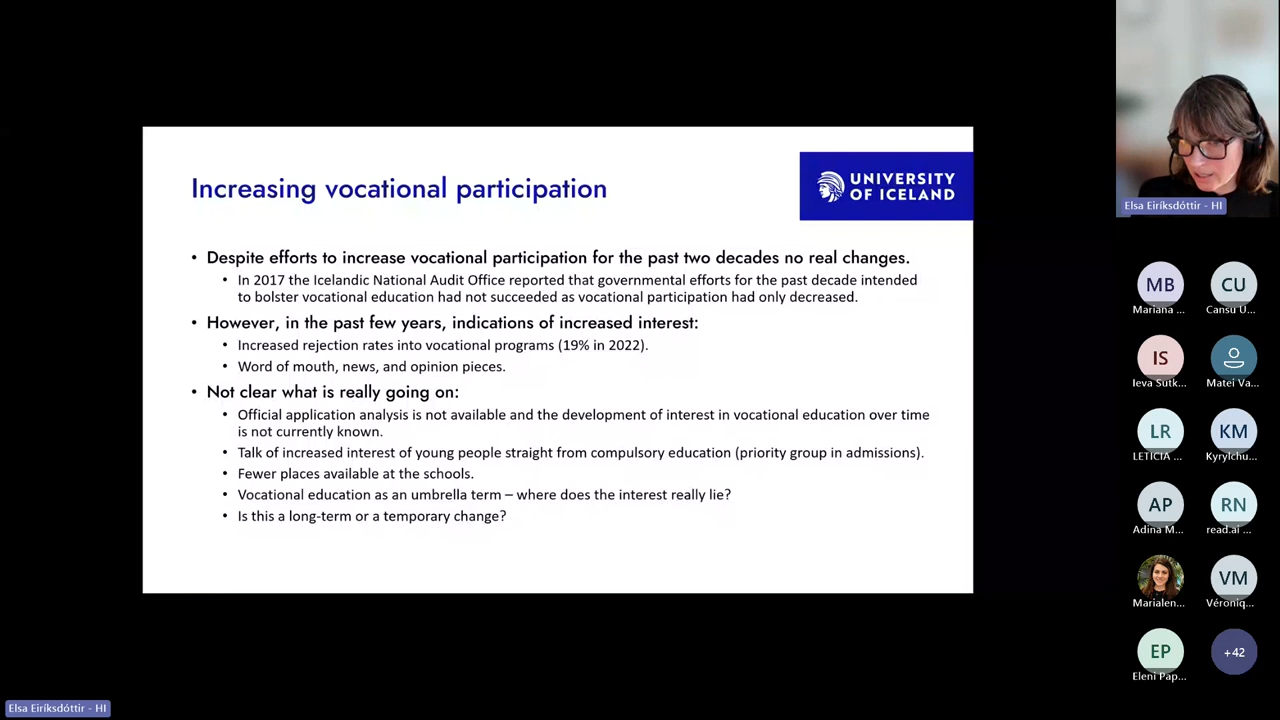 Increasing vocational participation
UNIVERSITY
OF ICELAND
• Despite efforts to increase vocational participation for the past two decades no real changes.
• In 2017 the Icelandic National Audit Office reported that governmental efforts for the past decade intended
to bolster vocational education had not succeeded as vocational participation had only decreased.
• However, in the past few years, indications of increased interest:
• Increased rejection rates into vocational programs (19% in 2022).
• Word of mouth, news, and opinion pieces.
• Not clear what is really going on:
• Official application analysis is not available and the development of interest in vocational education over time
is not currently known.
• Talk of increased interest of young people straight from compulsory education (priority group in admissions).
• Fewer places available at the schools.
• Vocational education as an umbrella term – where does the interest really lie?
• Is this a long-term or a temporary change?
Elsa Eiríksdóttir - HI
MB
Mariana ...
CU
Cansu U...
IS
Ieva Sutk...
Matei Va...
LR
LETICIA ...
KM
Kyrylchu...
AP
Adina M...
RN
read.ai ...
Marialen...
VM
Véroniq...
EP
Eleni Pap...
+42
Elsa Eiríksdóttir - HI